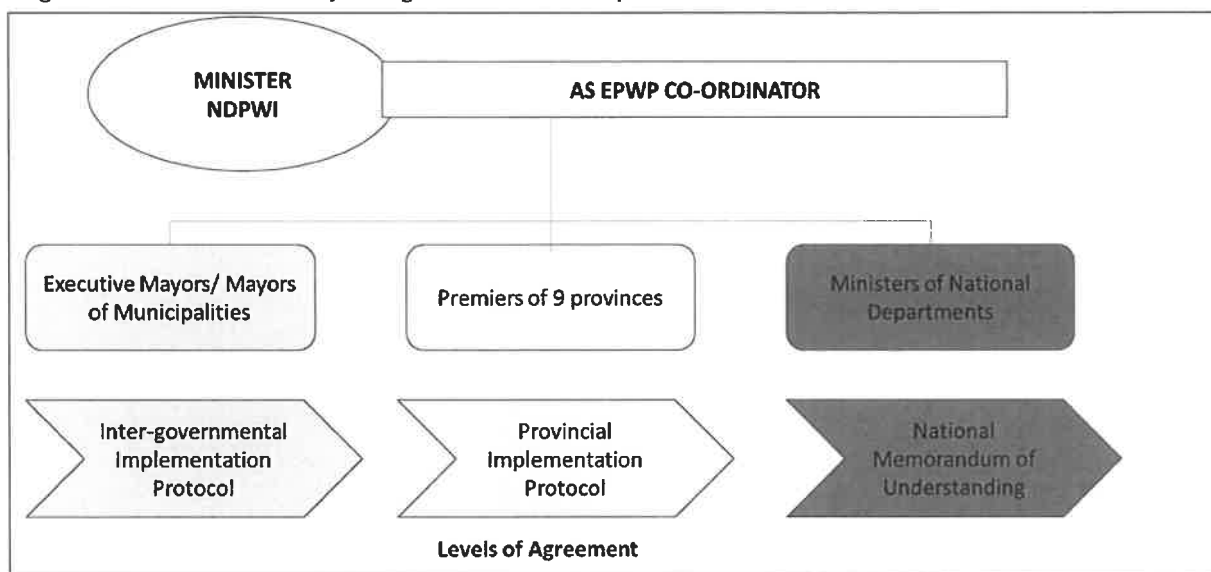 MINISTER
NDPWI
AS EPWP CO-ORDINATOR
Executive Mayors/ Mayors
of Municipalities
Premiers of 9 provinces
Ministers of National
Departments
Inter-governmental
Implementation
Protocol
Provincial
Implementation
Protocol
National
Memorandum of
Understanding
Levels of Agreement